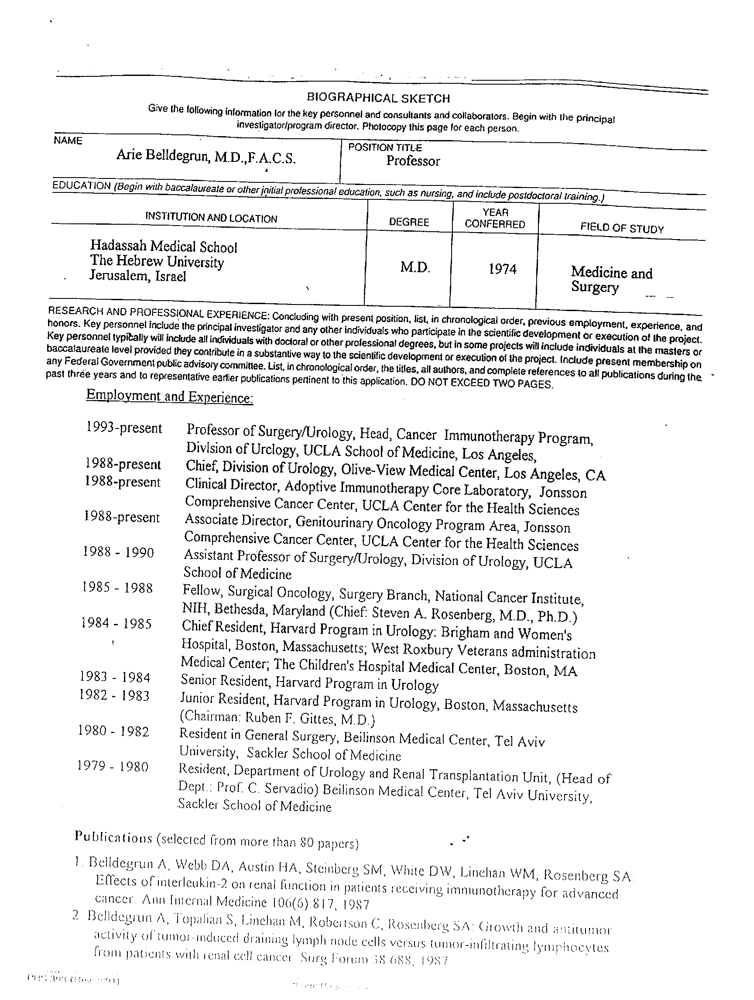 BIOGRAPHICAL SKETCH
Give the following information for the key personnel and consultants and collaborators. Begin with the principal
investigator/program director. Photocopy this page for each person.
NAME
Arie Belldegrun, M.D.,F.A.C.S.
POSITION TITLE
Professor
EDUCATION (Begin with baccalaureate or other initial professional education, such as nursing, and include postdoctoral training.)
INSTITUTION AND LOCATION
DEGREE
YEAR
CONFERRED
FIELD OF STUDY
Hadassah Medical School
The Hebrew University
Jerusalem, Israel
M.D.
1974
Medicine and
Surgery
RESEARCH AND PROFESSIONAL EXPERIENCE: Concluding with present position, list, in chronological order, previous employment, experience, and
honors. Key personnel include the principal investigator and any other individuals who participate in the scientific development or execution of the project.
Key personnel typically will include all individuals with doctoral or other professional degrees, but in some projects will include individuals at the masters or
baccalaureate level provided they contribute in a substantive way to the scientific development or execution of the project. Include present membership on
any Federal Government public advisory committee. List, in chronological order, the titles, all authors, and complete references to all publications during the
past three years and to representative earlier publications pertinent to this application. DO NOT EXCEED TWO PAGES.
Employment and Experience:
1993-present Professor of Surgery/Urology, Head, Cancer Immunotherapy Program,
Division of Urology, UCLA School of Medicine, Los Angeles,
1988-present Chief, Division of Urology, Olive-View Medical Center, Los Angeles, CA
1988-present Clinical Director, Adoptive Immunotherapy Core Laboratory, Jonsson
Comprehensive Cancer Center, UCLA Center for the Health Sciences
1988-present Associate Director, Genitourinary Oncology Program Area, Jonsson
Comprehensive Cancer Center, UCLA Center for the Health Sciences
1988 - 1990 Assistant Professor of Surgery/Urology, Division of Urology, UCLA
School of Medicine
1985 - 1988 Fellow, Surgical Oncology, Surgery Branch, National Cancer Institute,
NIH, Bethesda, Maryland (Chief: Steven A. Rosenberg, M.D., Ph.D.)
1984 - 1985 Chief Resident, Harvard Program in Urology: Brigham and Women's
Hospital, Boston, Massachusetts; West Roxbury Veterans administration
Medical Center; The Children's Hospital Medical Center, Boston, MA
1983 - 1984 Senior Resident, Harvard Program in Urology
1982 - 1983 Junior Resident, Harvard Program in Urology, Boston, Massachusetts
(Chairman: Ruben F. Gittes, M.D.)
1980 - 1982 Resident in General Surgery, Beilinson Medical Center, Tel Aviv
University, Sackler School of Medicine
1979 - 1980 Resident, Department of Urology and Renal Transplantation Unit, (Head of
Dept.: Prof. C. Servadio) Beilinson Medical Center, Tel Aviv University,
Sackler School of Medicine
Publications (selected from more than 80 papers)
1. Belldegrun A, Webb DA, Austin HA, Steinberg SM, White DW, Linehan WM, Rosenberg SA:
Effects of interleukin-2 on renal function in patients receiving immunotherapy for advanced
cancer. Ann Internal Medicine 106(6):817, 1987
2 Belldegrun A, Topalian S, Linehan M, Robertson C, Rosenberg SA: Growth and antitumor
activity of tumor-induced draining lymph node cells versus tumor-infiltrating lymphocytes
from patients with renal cell cancer. Surg Forum 38:688, 1987
PHS 398